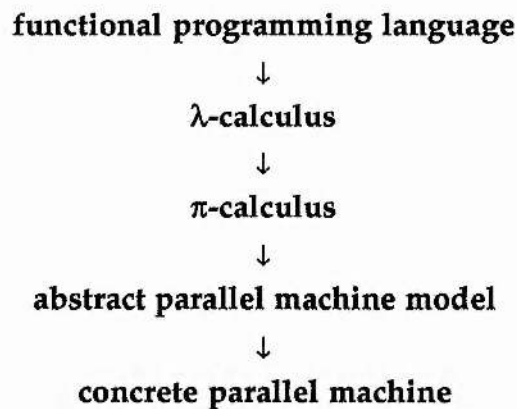 functional programming language
↓
λ-calculus
↓
π-calculus
↓
abstract parallel machine model
↓
concrete parallel machine